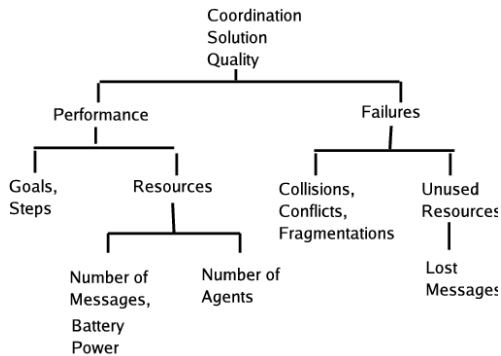 Coordination
Solution
Quality
Performance
Failures
Goals,
Steps
Resources
Collisions,
Conflicts,
Fragmentations
Unused
Resources
Number of
Messages,
Battery
Power
Number of
Agents
Lost
Messages